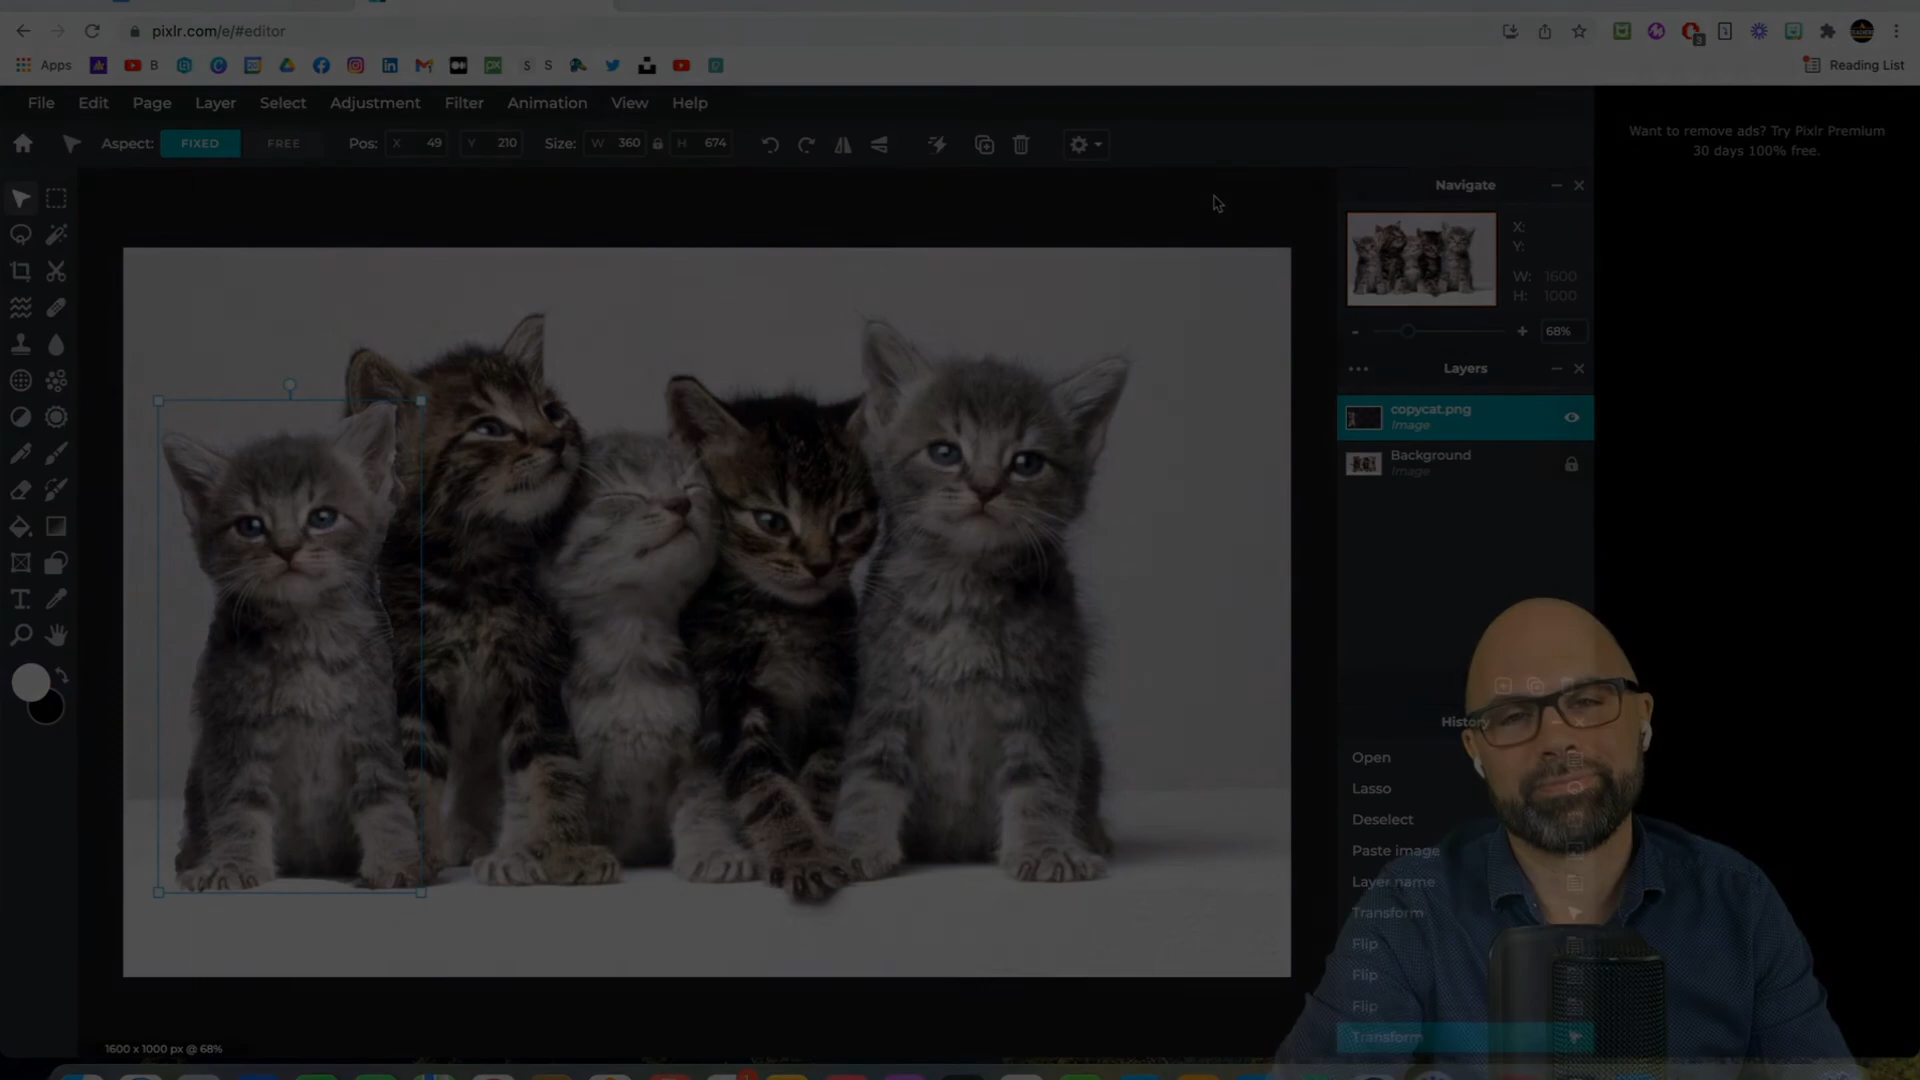 pixlr.com/e/#editor
Apps
B
S
S
3
Reading List
File Edit Page Layer Select Adjustment Filter Animation View Help
Aspect: FIXED FREE Pos: X 49 Y 210 Size: W 360 H 674
Want to remove ads? Try Pixlr Premium
30 days 100% free.
Navigate
X:
Y:
W: 1600
H: 1000
68%
Layers
copycat.png
Image
Background
Image
History
Open
Lasso
Deselect
Paste image
Layer name
Transform
Flip
Flip
Flip
Transform
1600 x 1000 px @ 68%